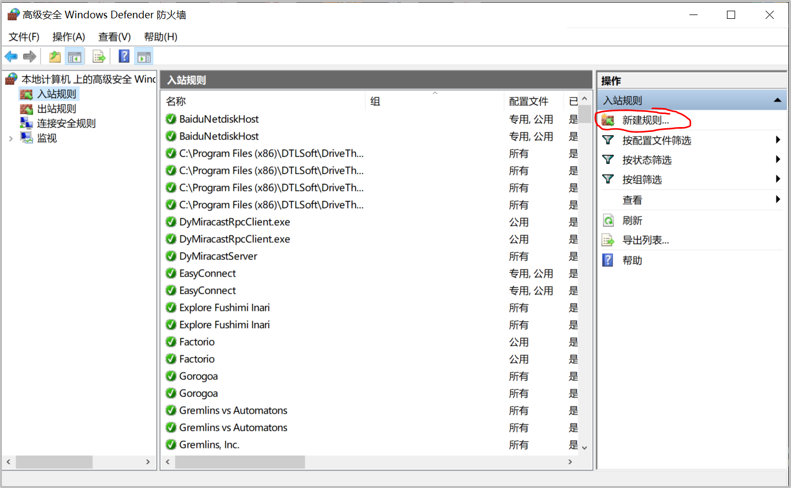 高级安全 Windows Defender 防火墙
文件(F) 操作(A) 查看(V) 帮助(H)
本地计算机 上的高级安全 Wind
入站规则
出站规则
连接安全规则
监视
入站规则
名称 组 配置文件 已
BaiduNetdiskHost 专用, 公用 是
BaiduNetdiskHost 专用, 公用 是
C:\Program Files (x86)\DTLSoft\DriveTh... 所有 是
C:\Program Files (x86)\DTLSoft\DriveTh... 所有 是
C:\Program Files (x86)\DTLSoft\DriveTh... 所有 是
C:\Program Files (x86)\DTLSoft\DriveTh... 所有 是
DyMiracastRpcClient.exe 公用 是
DyMiracastRpcClient.exe 公用 是
DyMiracastServer 所有 是
EasyConnect 专用, 公用 是
EasyConnect 专用, 公用 是
Explore Fushimi Inari 所有 是
Explore Fushimi Inari 所有 是
Factorio 公用 是
Factorio 公用 是
Gorogoa 所有 是
Gorogoa 所有 是
Gremlins vs Automatons 所有 是
Gremlins vs Automatons 所有 是
Gremlins, Inc. 所有 是
操作
入站规则
新建规则...
按配置文件筛选
按状态筛选
按组筛选
查看
刷新
导出列表...
帮助